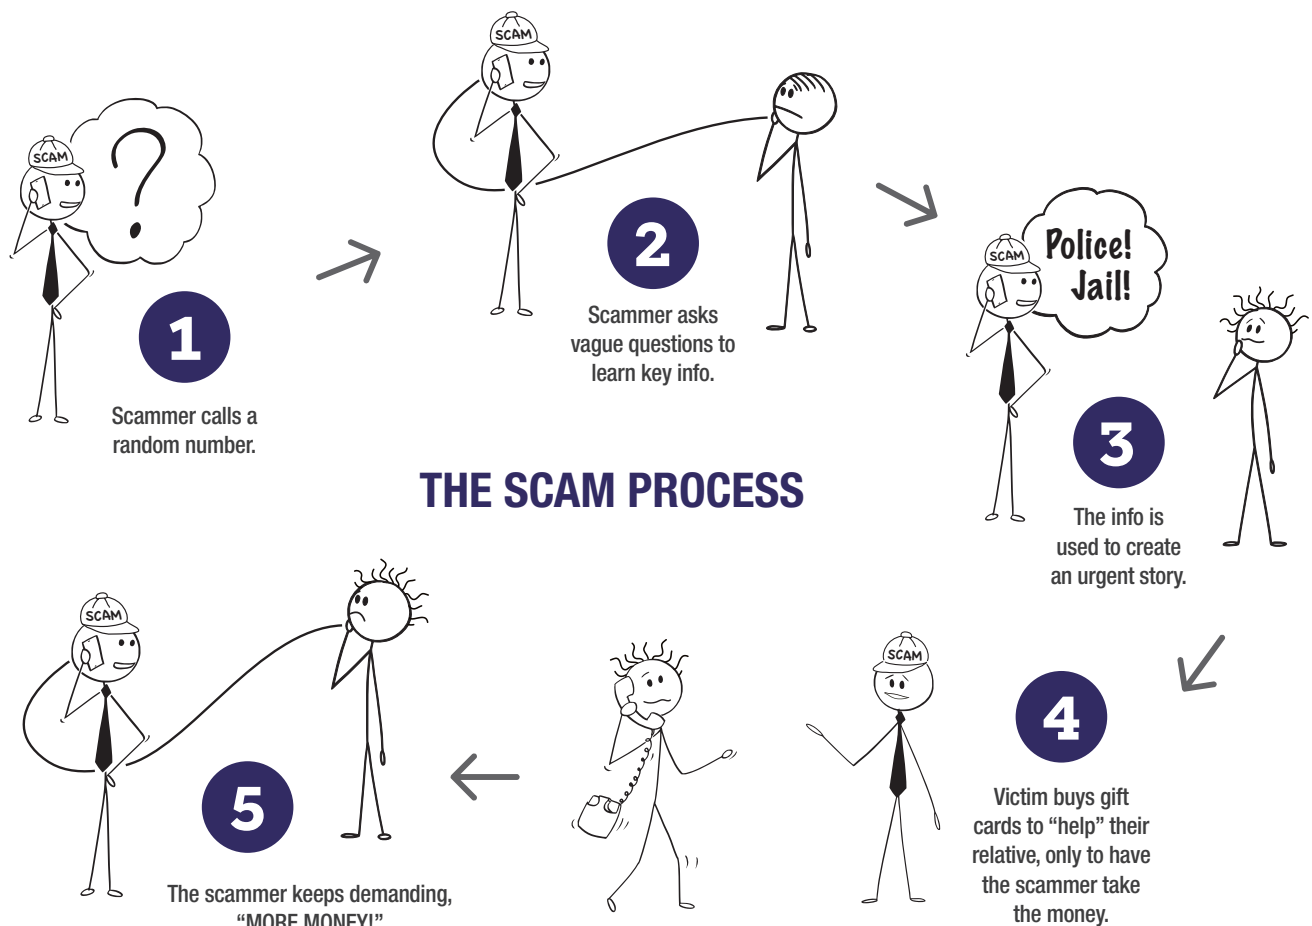 SCAM
?
1
Scammer calls a
random number.
SCAM
2
Scammer asks
vague questions to
learn key info.
SCAM
Police!
Jail!
3
The info is
used to create
an urgent story.
THE SCAM PROCESS
SCAM
4
Victim buys gift
cards to “help” their
relative, only to have
the scammer take
the money.
SCAM
5
The scammer keeps demanding,
“MORE MONEY!”